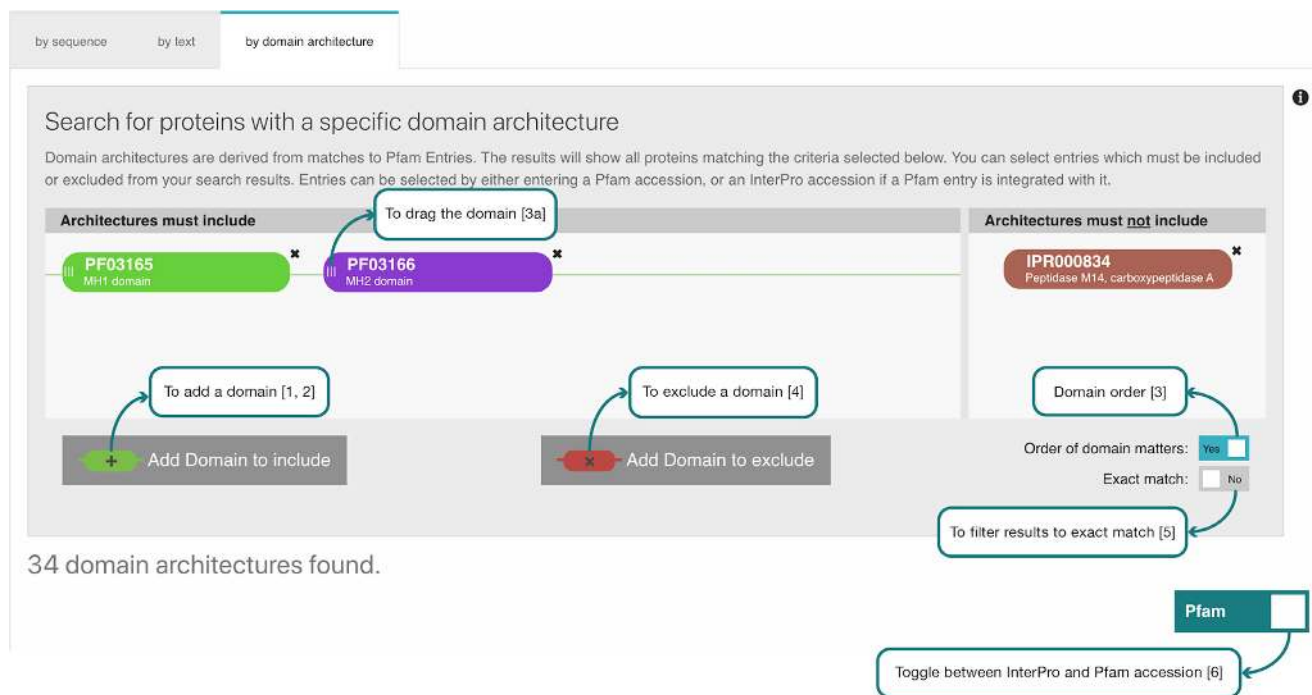 by sequence
by text
by domain architecture
Search for proteins with a specific domain architecture
Domain architectures are derived from matches to Pfam Entries. The results will show all proteins matching the criteria selected below. You can select entries which must be included
or excluded from your search results. Entries can be selected by either entering a Pfam accession, or an InterPro accession if a Pfam entry is integrated with it.
Architectures must include
To drag the domain [3a]
Architectures must not include
PF03165
MH1 domain
PF03166
MH2 domain
IPR000834
Peptidase M14, carboxypeptidase A
To add a domain [1, 2]
To exclude a domain [4]
Domain order [3]
Add Domain to include
Add Domain to exclude
Order of domain matters: Yes
Exact match: No
To filter results to exact match [5]
34 domain architectures found.
Pfam
Toggle between InterPro and Pfam accession [6]